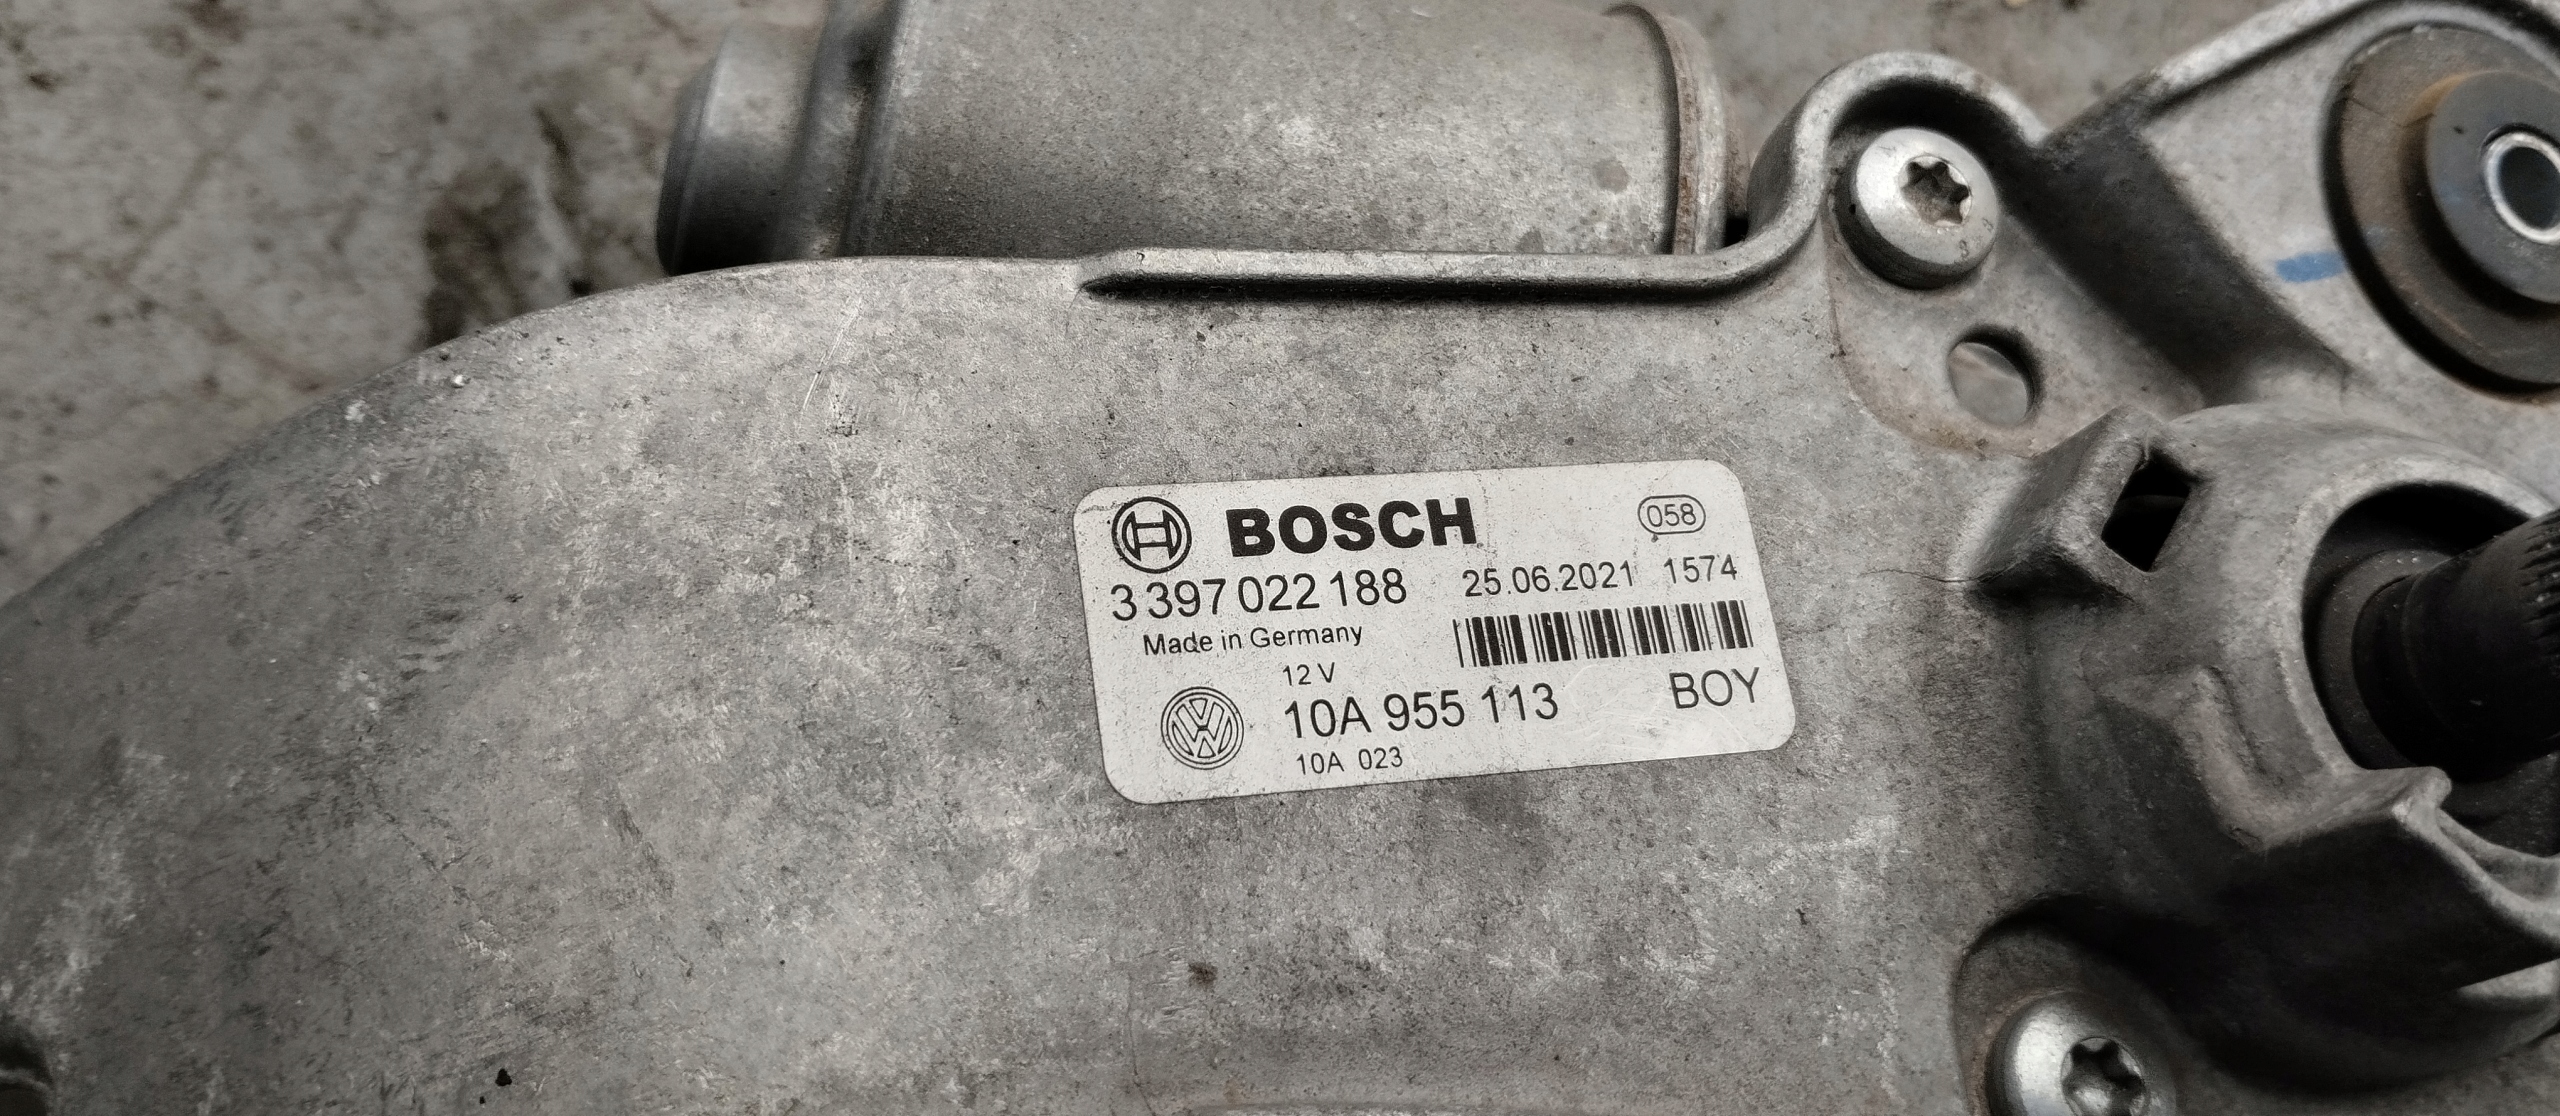 BOSCH 058
3 397 022 188 25.06.2021 1574
Made in Germany
12 V
10A 955 113 BOY
10A 023